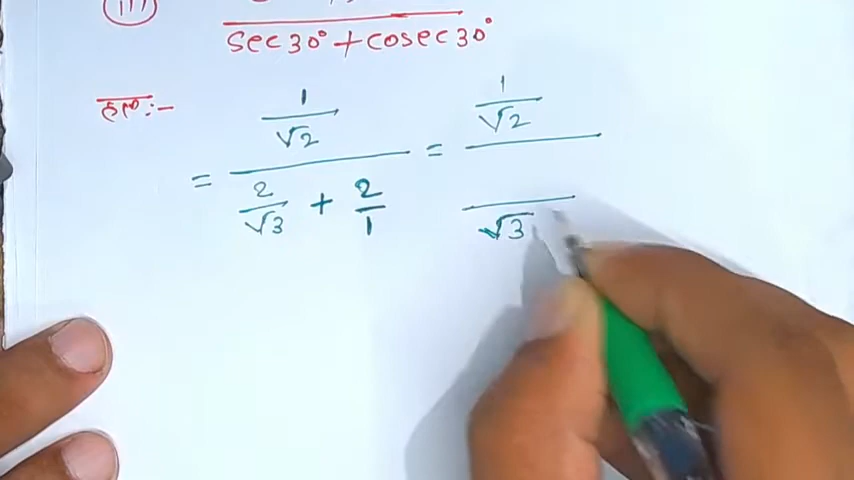 (iii)
sec30° + cosec30°
हल :-
= (1/√2) / (2/√3 + 2/1) = (1/√2) / ( /√3)